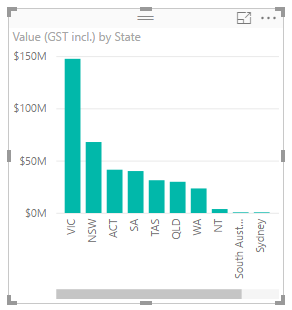 Value (GST incl.) by State
$150M
$100M
$50M
$0M
VIC
NSW
ACT
SA
TAS
QLD
WA
NT
South Aust...
Sydney